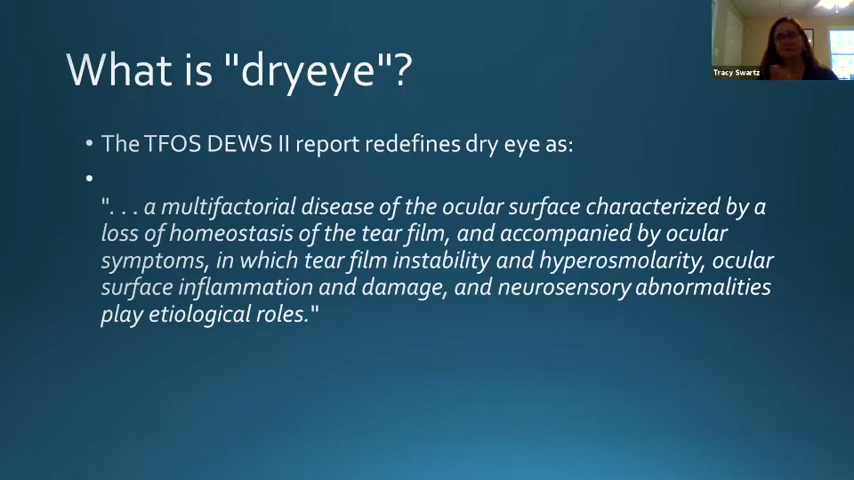 What is "dryeye"?
Tracy Swartz
• The TFOS DEWS II report redefines dry eye as:
•
". . . a multifactorial disease of the ocular surface characterized by a
loss of homeostasis of the tear film, and accompanied by ocular
symptoms, in which tear film instability and hyperosmolarity, ocular
surface inflammation and damage, and neurosensory abnormalities
play etiological roles."